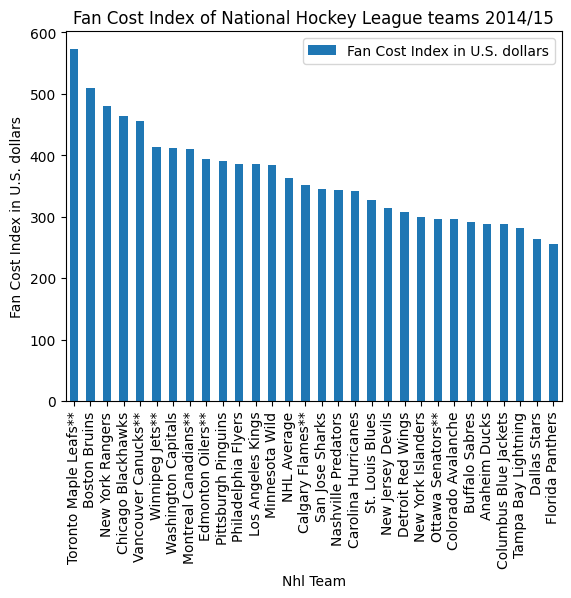 Fan Cost Index of National Hockey League teams 2014/15
Fan Cost Index in U.S. dollars
Fan Cost Index in U.S. dollars
600
500
400
300
200
100
0
Toronto Maple Leafs**
Boston Bruins
New York Rangers
Chicago Blackhawks
Vancouver Canucks**
Winnipeg Jets**
Washington Capitals
Montreal Canadians**
Edmonton Oilers**
Pittsburgh Pinguins
Philadelphia Flyers
Los Angeles Kings
Minnesota Wild
NHL Average
Calgary Flames**
San Jose Sharks
Nashville Predators
Carolina Hurricanes
St. Louis Blues
New Jersey Devils
Detroit Red Wings
New York Islanders
Ottawa Senators**
Colorado Avalanche
Buffalo Sabres
Anaheim Ducks
Columbus Blue Jackets
Tampa Bay Lightning
Dallas Stars
Florida Panthers
Nhl Team